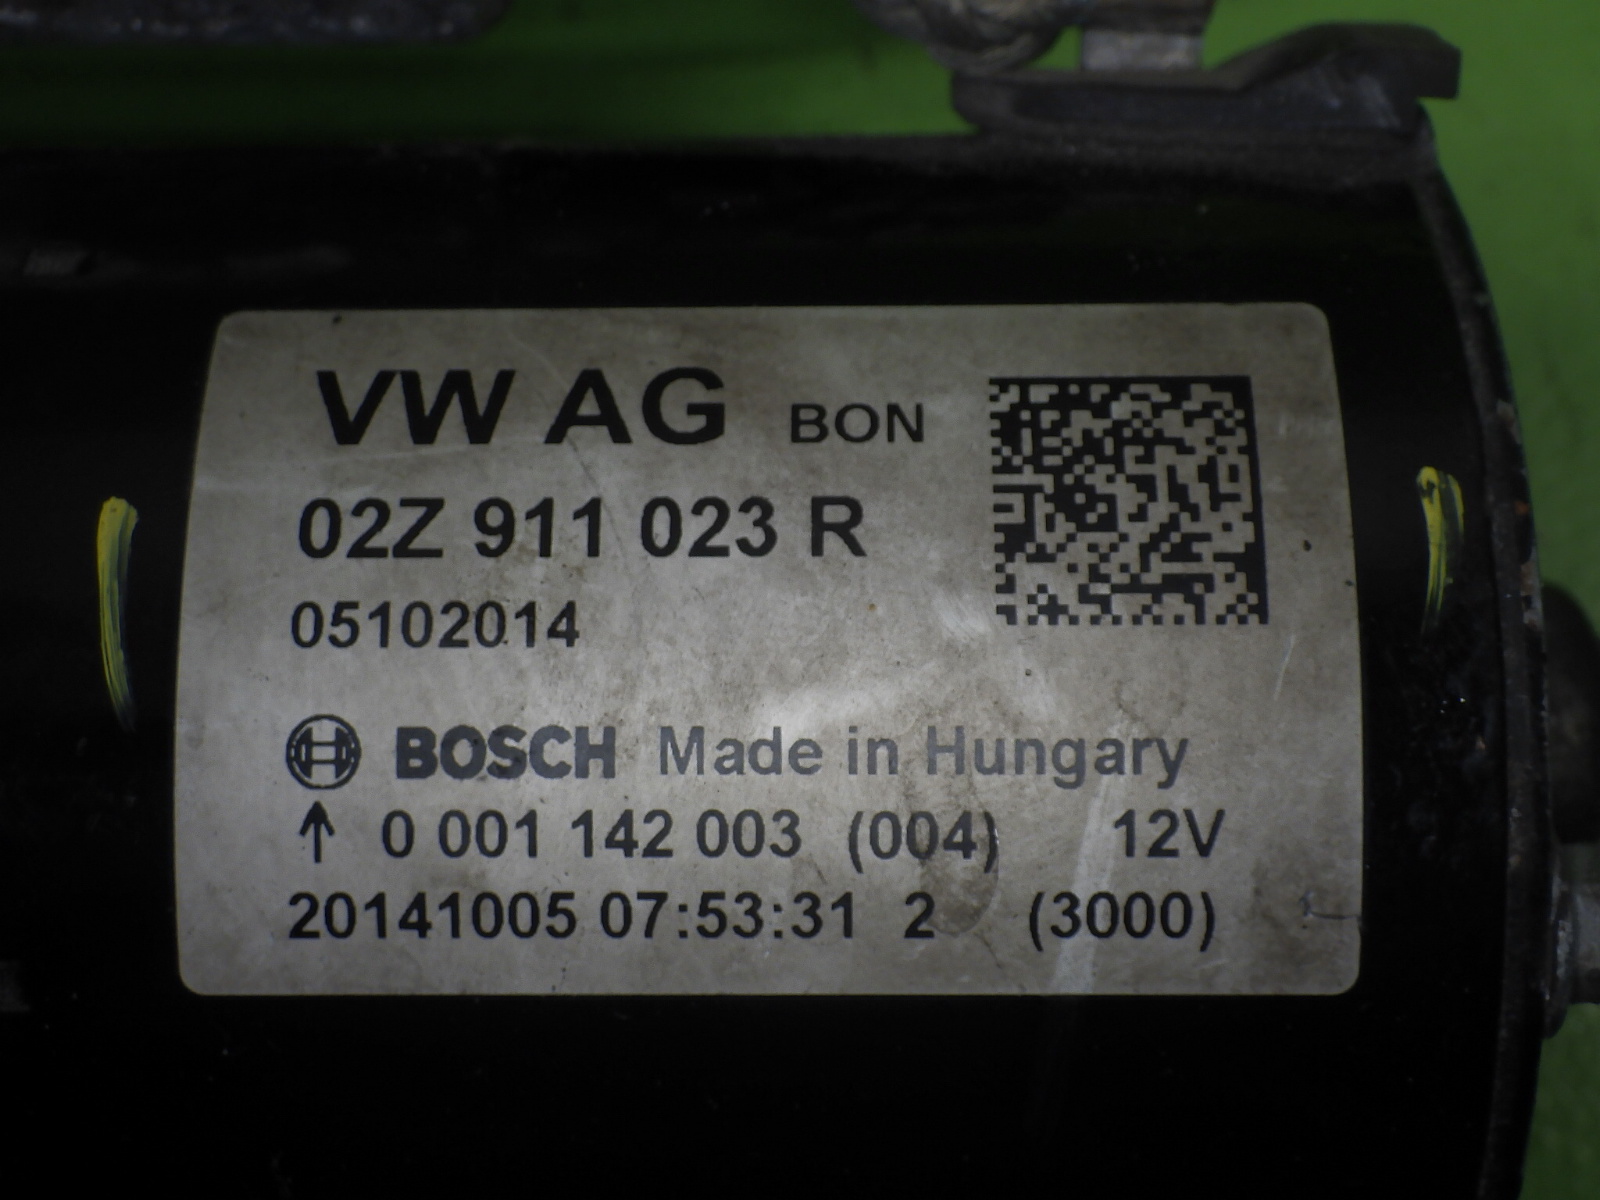 VW AG BON
02Z 911 023 R
05102014
BOSCH Made in Hungary
↑ 0 001 142 003 (004) 12V
20141005 07:53:31 2 (3000)